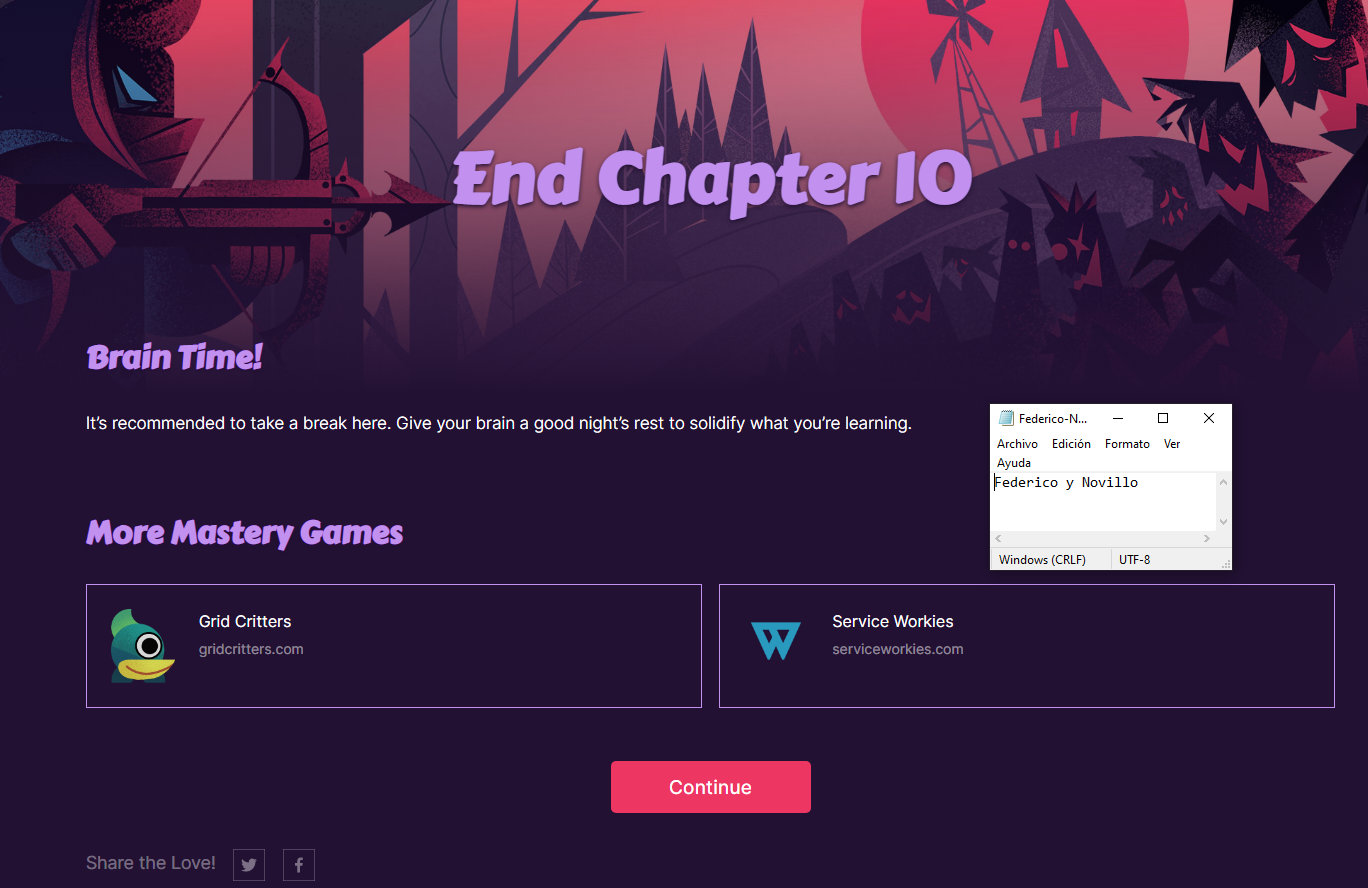 End Chapter 10
Brain Time!
It's recommended to take a break here. Give your brain a good night's rest to solidify what you're learning.
Federico-N...
Archivo Edición Formato Ver
Ayuda
Federico y Novillo
Windows (CRLF) UTF-8
More Mastery Games
Grid Critters
gridcritters.com
Service Workies
serviceworkies.com
Continue
Share the Love!